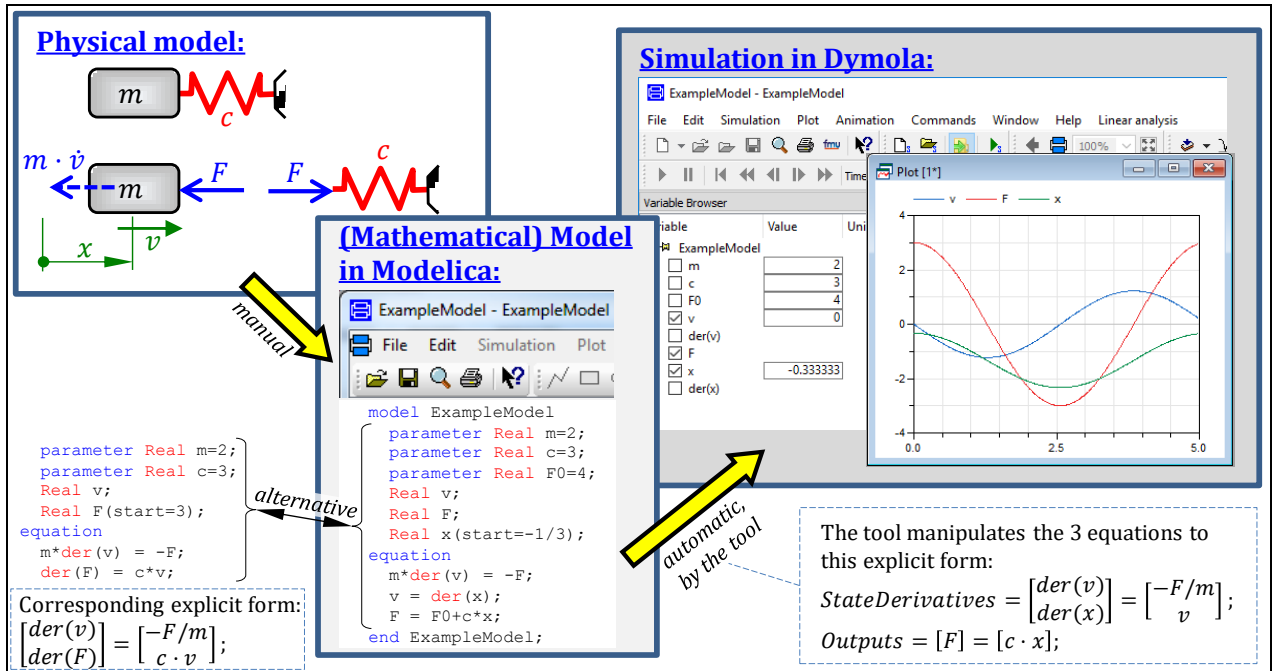 Physical model:
m
c
m · v̇
m
F
F
c
x
v
manual
(Mathematical) Model
in Modelica:
ExampleModel - ExampleModel
File Edit Simulation Plot
model ExampleModel
parameter Real m=2;
parameter Real c=3;
parameter Real F0=4;
Real v;
Real F;
Real x(start=-1/3);
equation
m*der(v) = -F;
v = der(x);
F = F0+c*x;
end ExampleModel;
alternative
parameter Real m=2;
parameter Real c=3;
Real v;
Real F(start=3);
equation
m*der(v) = -F;
der(F) = c*v;
Corresponding explicit form:
[der(v) der(F)] = [−F/m c · v];
automatic,
by the tool
Simulation in Dymola:
ExampleModel - ExampleModel
File Edit Simulation Plot Animation Commands Window Help Linear analysis
fmu 100%
Time
Variable Browser
riable Value Uni
ExampleModel
m 2
c 3
F0 4
v 0
der(v)
F
x -0.333333
der(x)
Plot [1*]
v F x
4
2
0
-2
-4
0.0 2.5 5.0
The tool manipulates the 3 equations to
this explicit form:
StateDerivatives = [der(v) der(x)] = [−F/m v];
Outputs = [F] = [c · x];